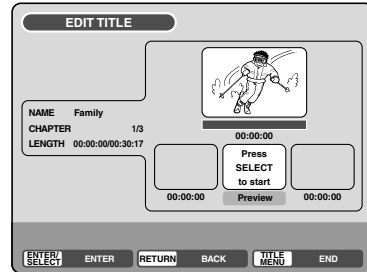 EDIT TITLE
NAME Family
CHAPTER 1/3
LENGTH 00:00:00/00:30:17
00:00:00
Press
SELECT
to start
00:00:00 Preview 00:00:00
ENTER/
SELECT ENTER RETURN BACK TITLE
MENU END